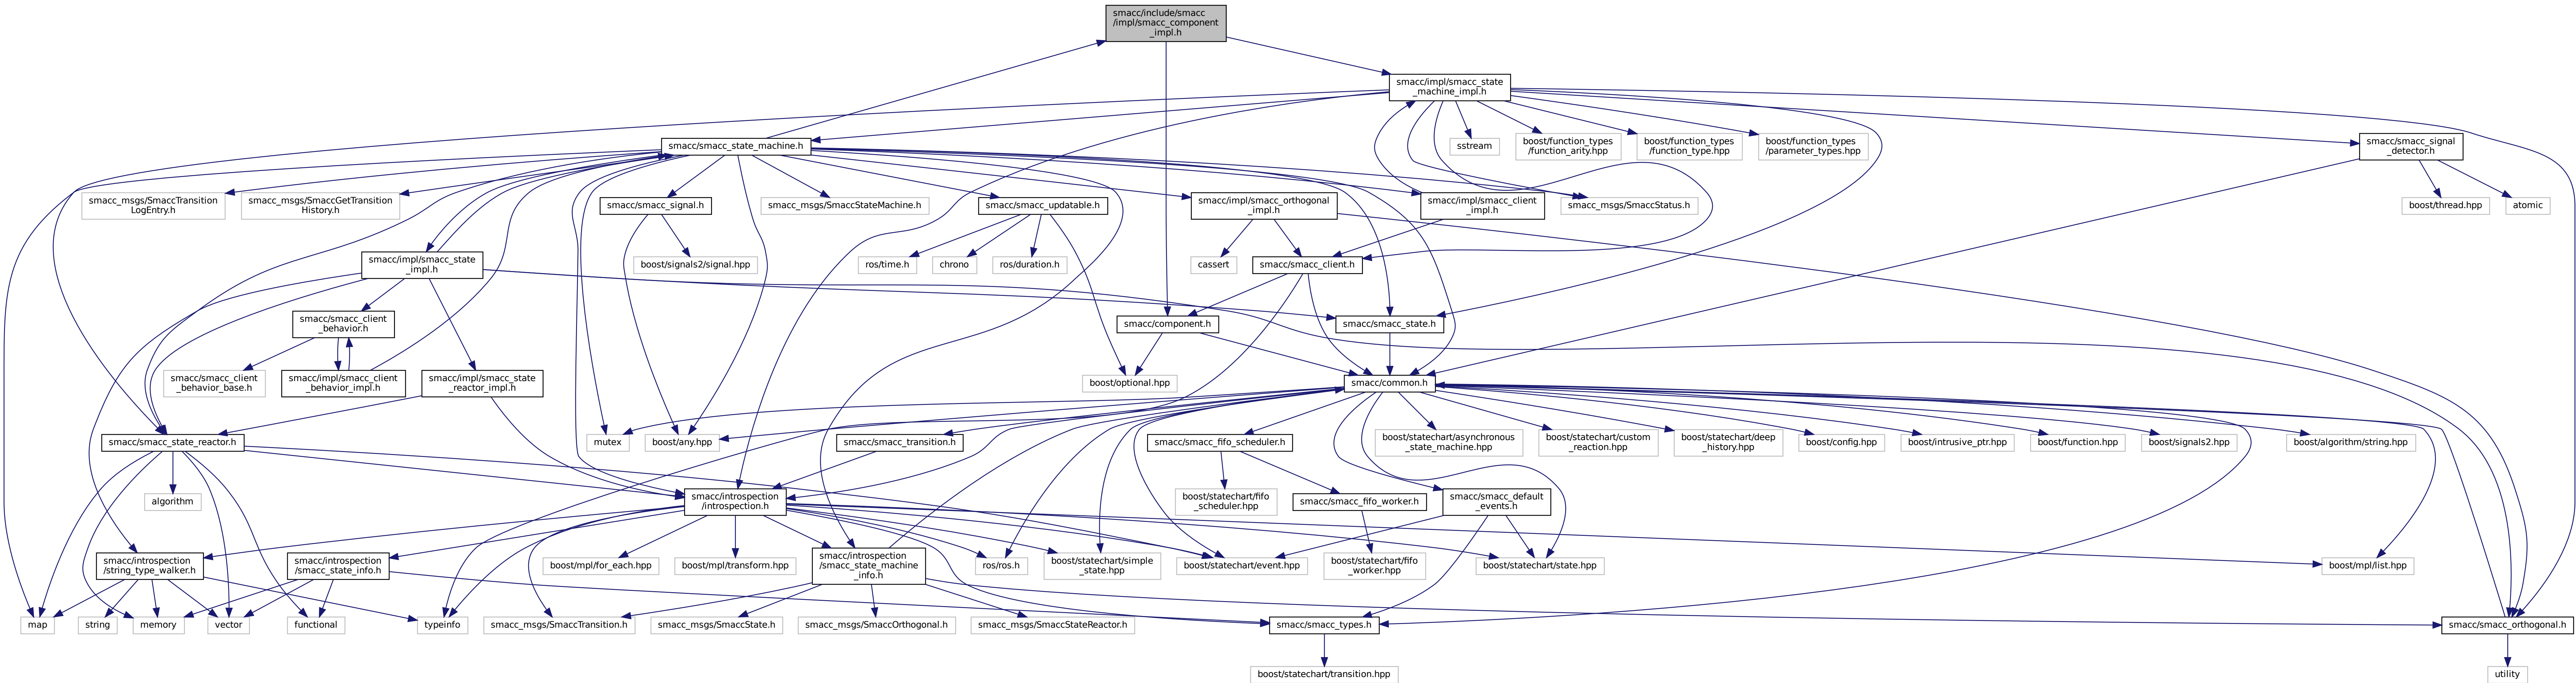 smacc/include/smacc
/impl/smacc_component
_impl.h
smacc/impl/smacc_state
_machine_impl.h
smacc/smacc_state_machine.h
sstream
boost/function_types
/function_arity.hpp
boost/function_types
/function_type.hpp
boost/function_types
/parameter_types.hpp
smacc/smacc_signal
_detector.h
smacc_msgs/SmaccTransition
LogEntry.h
smacc_msgs/SmaccGetTransition
History.h
smacc/smacc_signal.h
smacc_msgs/SmaccStateMachine.h
smacc/smacc_updatable.h
smacc/impl/smacc_orthogonal
_impl.h
smacc/impl/smacc_client
_impl.h
smacc_msgs/SmaccStatus.h
boost/thread.hpp
atomic
smacc/impl/smacc_state
_impl.h
boost/signals2/signal.hpp
ros/time.h
chrono
ros/duration.h
cassert
smacc/smacc_client.h
smacc/smacc_client
_behavior.h
smacc/component.h
smacc/smacc_state.h
smacc/smacc_client
_behavior_base.h
smacc/impl/smacc_client
_behavior_impl.h
smacc/impl/smacc_state
_reactor_impl.h
boost/optional.hpp
smacc/common.h
smacc/smacc_state_reactor.h
mutex
boost/any.hpp
smacc/smacc_transition.h
smacc/smacc_fifo_scheduler.h
boost/statechart/asynchronous
_state_machine.hpp
boost/statechart/custom
_reaction.hpp
boost/statechart/deep
_history.hpp
boost/config.hpp
boost/intrusive_ptr.hpp
boost/function.hpp
boost/signals2.hpp
boost/algorithm/string.hpp
algorithm
smacc/introspection
/introspection.h
boost/statechart/fifo
_scheduler.hpp
smacc/smacc_fifo_worker.h
smacc/smacc_default
_events.h
smacc/introspection
/string_type_walker.h
smacc/introspection
/smacc_state_info.h
boost/mpl/for_each.hpp
boost/mpl/transform.hpp
smacc/introspection
/smacc_state_machine
_info.h
ros/ros.h
boost/statechart/simple
_state.hpp
boost/statechart/event.hpp
boost/statechart/fifo
_worker.hpp
boost/statechart/state.hpp
boost/mpl/list.hpp
map
string
memory
vector
functional
typeinfo
smacc_msgs/SmaccTransition.h
smacc_msgs/SmaccState.h
smacc_msgs/SmaccOrthogonal.h
smacc_msgs/SmaccStateReactor.h
smacc/smacc_types.h
smacc/smacc_orthogonal.h
boost/statechart/transition.hpp
utility